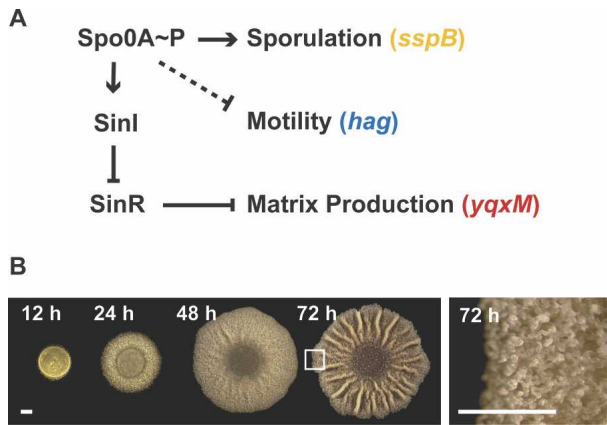 A
Spo0A~P Sporulation (sspB)
SinI Motility (hag)
SinR Matrix Production (yqxM)
B
12 h 24 h 48 h 72 h 72 h